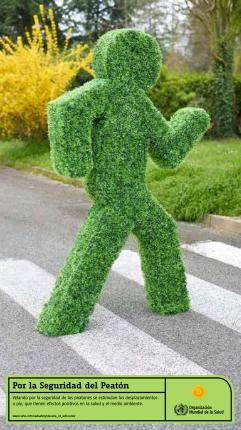 Por la Seguridad del Peatón
Velando por la seguridad de los peatones se estimulan los desplazamientos
a pie, que tienen efectos positivos en la salud y el medio ambiente.
Organización
Mundial de la Salud